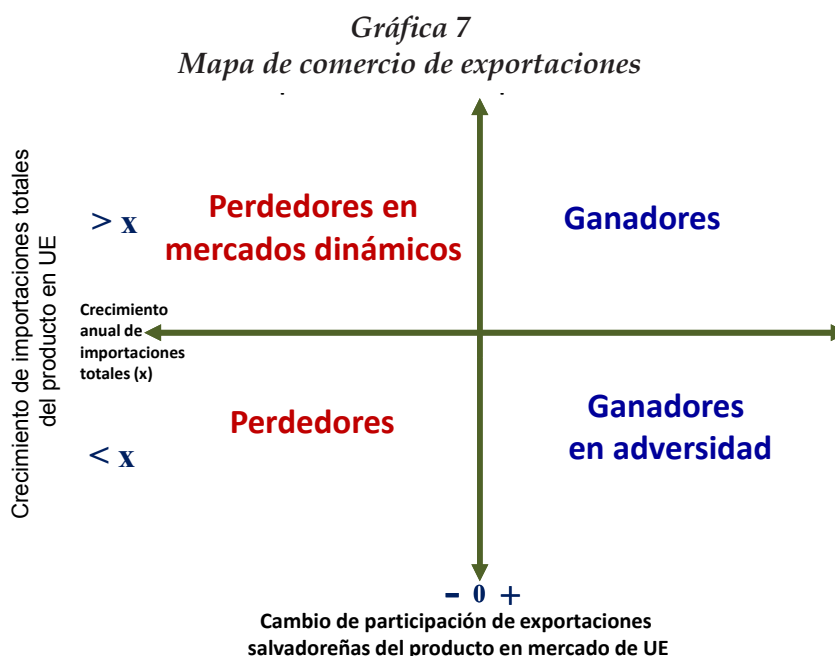 Gráfica 7
Mapa de comercio de exportaciones
Crecimiento de importaciones totales
del producto en UE
> x
Perdedores en
mercados dinámicos
Ganadores
Crecimiento
anual de
importaciones
totales (x)
< x
Perdedores
Ganadores
en adversidad
- 0 +
Cambio de participación de exportaciones
salvadoreñas del producto en mercado de UE